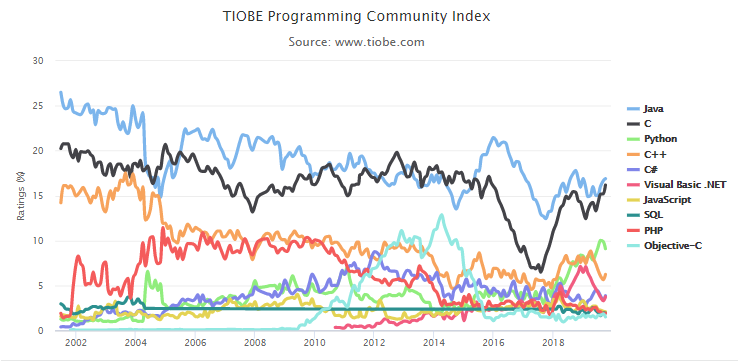 TIOBE Programming Community Index
Source: www.tiobe.com
30
25
20
15
10
5
0
Ratings (%)
2002 2004 2006 2008 2010 2012 2014 2016 2018
Java
C
Python
C++
C#
Visual Basic .NET
JavaScript
SQL
PHP
Objective-C